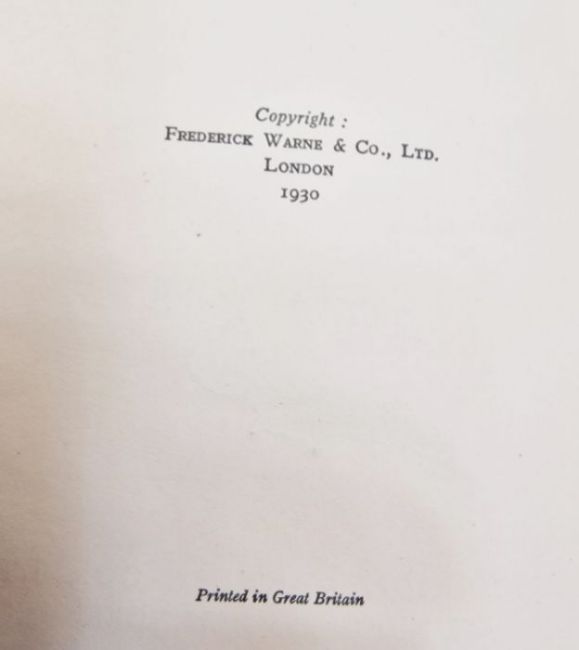 Copyright :
FREDERICK WARNE & CO., LTD.
LONDON
1930
Printed in Great Britain